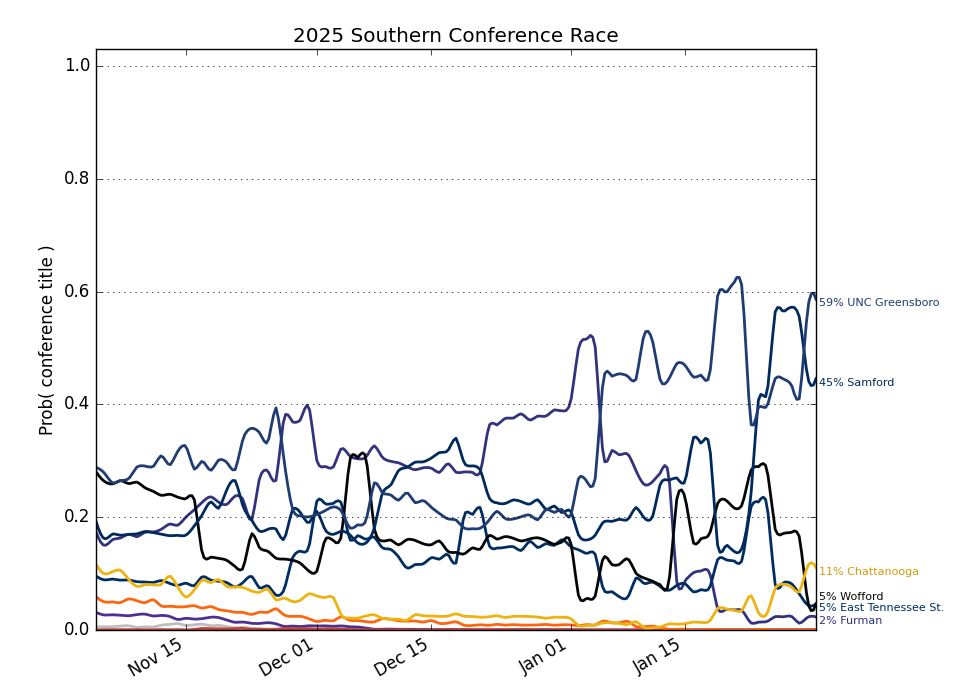 2025 Southern Conference Race
Prob( conference title )
1.0
0.8
0.6
0.4
0.2
0.0
Nov 15
Dec 01
Dec 15
Jan 01
Jan 15
59% UNC Greensboro
45% Samford
11% Chattanooga
5% Wofford
5% East Tennessee St.
2% Furman